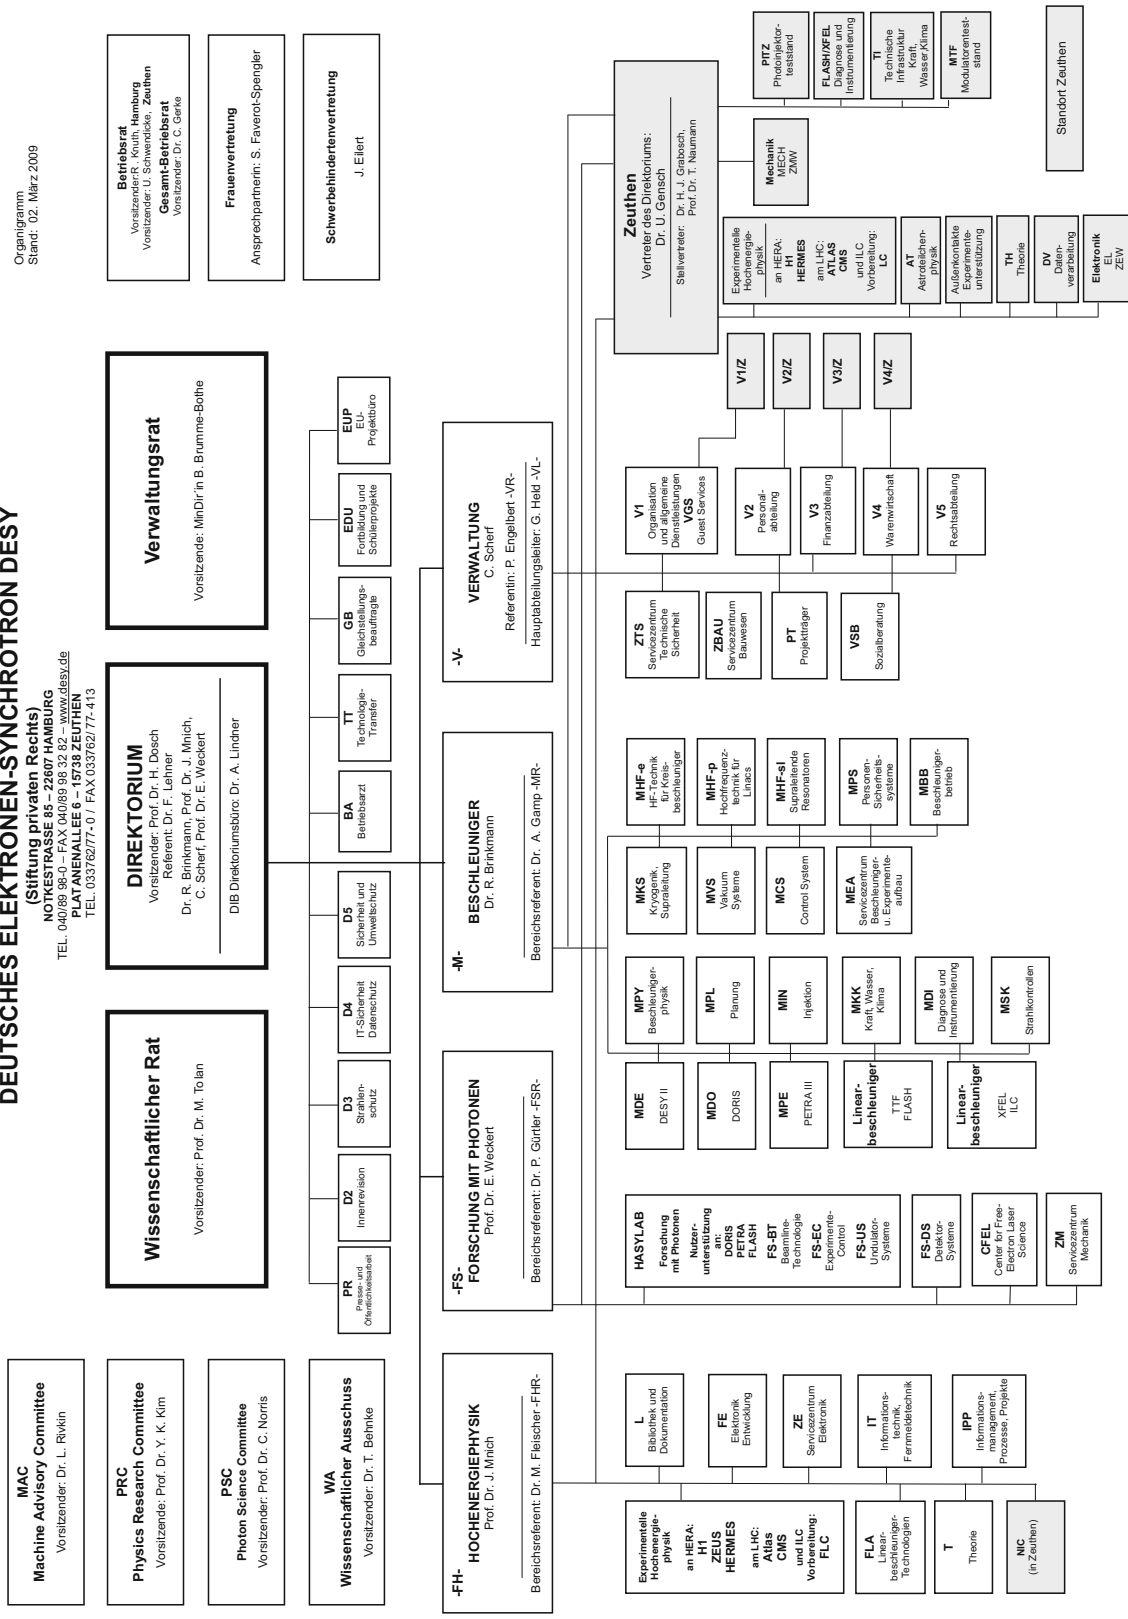 DEUTSCHES ELEKTRONEN-SYNCHROTRON DESY
(Stiftung privaten Rechts)
NOTKESTRASSE 85 – 22607 HAMBURG
TEL. 040/89 98-0 – FAX 040/89 98 32 82 – www.desy.de
PLATANENALLEE 6 – 15738 ZEUTHEN
TEL. 033762/77-0 / FAX 033762/77-413
Organigramm
Stand: 02. März 2009
MAC
Machine Advisory Committee
Vorsitzender: Dr. L. Rivkin
PRC
Physics Research Committee
Vorsitzende: Prof. Dr. Y. K. Kim
PSC
Photon Science Committee
Vorsitzender: Prof. Dr. C. Norris
WA
Wissenschaftlicher Ausschuss
Vorsitzender: Dr. T. Behnke
Wissenschaftlicher Rat
Vorsitzender: Prof. Dr. M. Tolan
DIREKTORIUM
Vorsitzender: Prof. Dr. H. Dosch
Referent: Dr. F. Lehner
Dr. R. Brinkmann, Prof. Dr. J. Mnich,
C. Scherf, Prof. Dr. E. Weckert
DIB Direktoriumsbüro: Dr. A. Lindner
Verwaltungsrat
Vorsitzende: MinDir´in B. Brumme-Bothe
Betriebsrat
Vorsitzender:R. Knuth, Hamburg
Vorsitzender: U. Schwendicke, Zeuthen
Gesamt-Betriebsrat
Vorsitzender: Dr. C. Gerke
Frauenvertretung
Ansprechpartnerin: S. Faverot-Spengler
Schwerbehindertenvertretung
J. Eilert
PR
Presse- und
Öffentlichkeitsarbeit
D2
Innenrevision
D3
Strahlen-
schutz
D4
IT-Sicherheit
Datenschutz
D5
Sicherheit und
Umweltschutz
BA
Betriebsarzt
TT
Technologie-
Transfer
GB
Gleichstellungs-
beauftragte
EDU
Fortbildung und
Schülerprojekte
EUP
EU-
Projektbüro
-FH-
HOCHENERGIEPHYSIK
Prof. Dr. J. Mnich
Bereichsreferent: Dr. M. Fleischer -FHR-
-FS-
FORSCHUNG MIT PHOTONEN
Prof. Dr. E. Weckert
Bereichsreferent: Dr. P. Gürtler -FSR-
-M-
BESCHLEUNIGER
Dr. R. Brinkmann
Bereichsreferent: Dr. A. Gamp -MR-
-V-
VERWALTUNG
C. Scherf
Referentin: P. Engelbert -VR-
Hauptabteilungsleiter: G. Held -VL-
Zeuthen
Vertreter des Direktoriums:
Dr. U. Gensch
Stellvertreter: Dr. H. J. Grabosch,
Prof. Dr. T. Naumann
Experimentelle
Hochenergie-
physik
an HERA:
H1
ZEUS
HERMES
am LHC:
Atlas
CMS
und ILC
Vorbereitung:
FLC
FLA
Linear-
beschleuniger-
Technologien
T
Theorie
NIC
(in Zeuthen)
L
Bibliothek und
Dokumentation
FE
Elektronik
Entwicklung
ZE
Servicezentrum
Elektronik
IT
Informations-
technik,
Fernmeldetechnik
IPP
Informations-
management,
Prozesse, Projekte
HASYLAB
Forschung
mit Photonen
Nutzer-
unterstützung
an:
DORIS
PETRA
FLASH
FS-BT
Beamline-
Technologie
FS-EC
Experimente-
Control
FS-US
Undulator-
Systeme
FS-DS
Detektor-
Systeme
CFEL
Center for Free-
Electron Laser
Science
ZM
Servicezentrum
Mechanik
MDE
DESY II
MDO
DORIS
MPE
PETRA III
Linear-
beschleuniger
TTF
FLASH
Linear-
beschleuniger
XFEL
ILC
MPY
Beschleuniger-
physik
MPL
Planung
MIN
Injektion
MKK
Kraft, Wasser,
Klima
MDI
Diagnose und
Instrumentierung
MSK
Strahlkontrollen
MKS
Kryogenik,
Supraleitung
MVS
Vakuum
Systeme
MCS
Control System
MEA
Servicezentrum
Beschleuniger-
u. Experimente-
aufbau
MHF-e
HF-Technik
für Kreis-
beschleuniger
MHF-p
Hochfrequenz-
technik für
Linacs
MHF-sl
Supraleitende
Resonatoren
MPS
Personen-
Sicherheits-
systeme
MBB
Beschleuniger-
betrieb
ZTS
Servicezentrum
Technische
Sicherheit
ZBAU
Servicezentrum
Bauwesen
PT
Projektträger
VSB
Sozialberatung
V1
Organisation
und allgemeine
Dienstleistungen
VGS
Guest Services
V2
Personal-
abteilung
V3
Finanzabteilung
V4
Warenwirtschaft
V5
Rechtsabteilung
V1/Z
V2/Z
V3/Z
V4/Z
Experimentelle
Hochenergie-
physik
an HERA:
H1
HERMES
am LHC:
ATLAS
CMS
und ILC
Vorbereitung:
LC
AT
Astroteilchen-
physik
Außenkontakte
Experimente-
unterstützung
TH
Theorie
DV
Daten-
verarbeitung
Elektronik
EL
ZEW
Mechanik
MECH
ZMW
PITZ
Photoinjektor-
teststand
FLASH/XFEL
Diagnose und
Instrumentierung
TI
Technische
Infrastruktur
Kraft,
Wasser,Klima
MTF
Modulatorentest-
stand
Standort Zeuthen